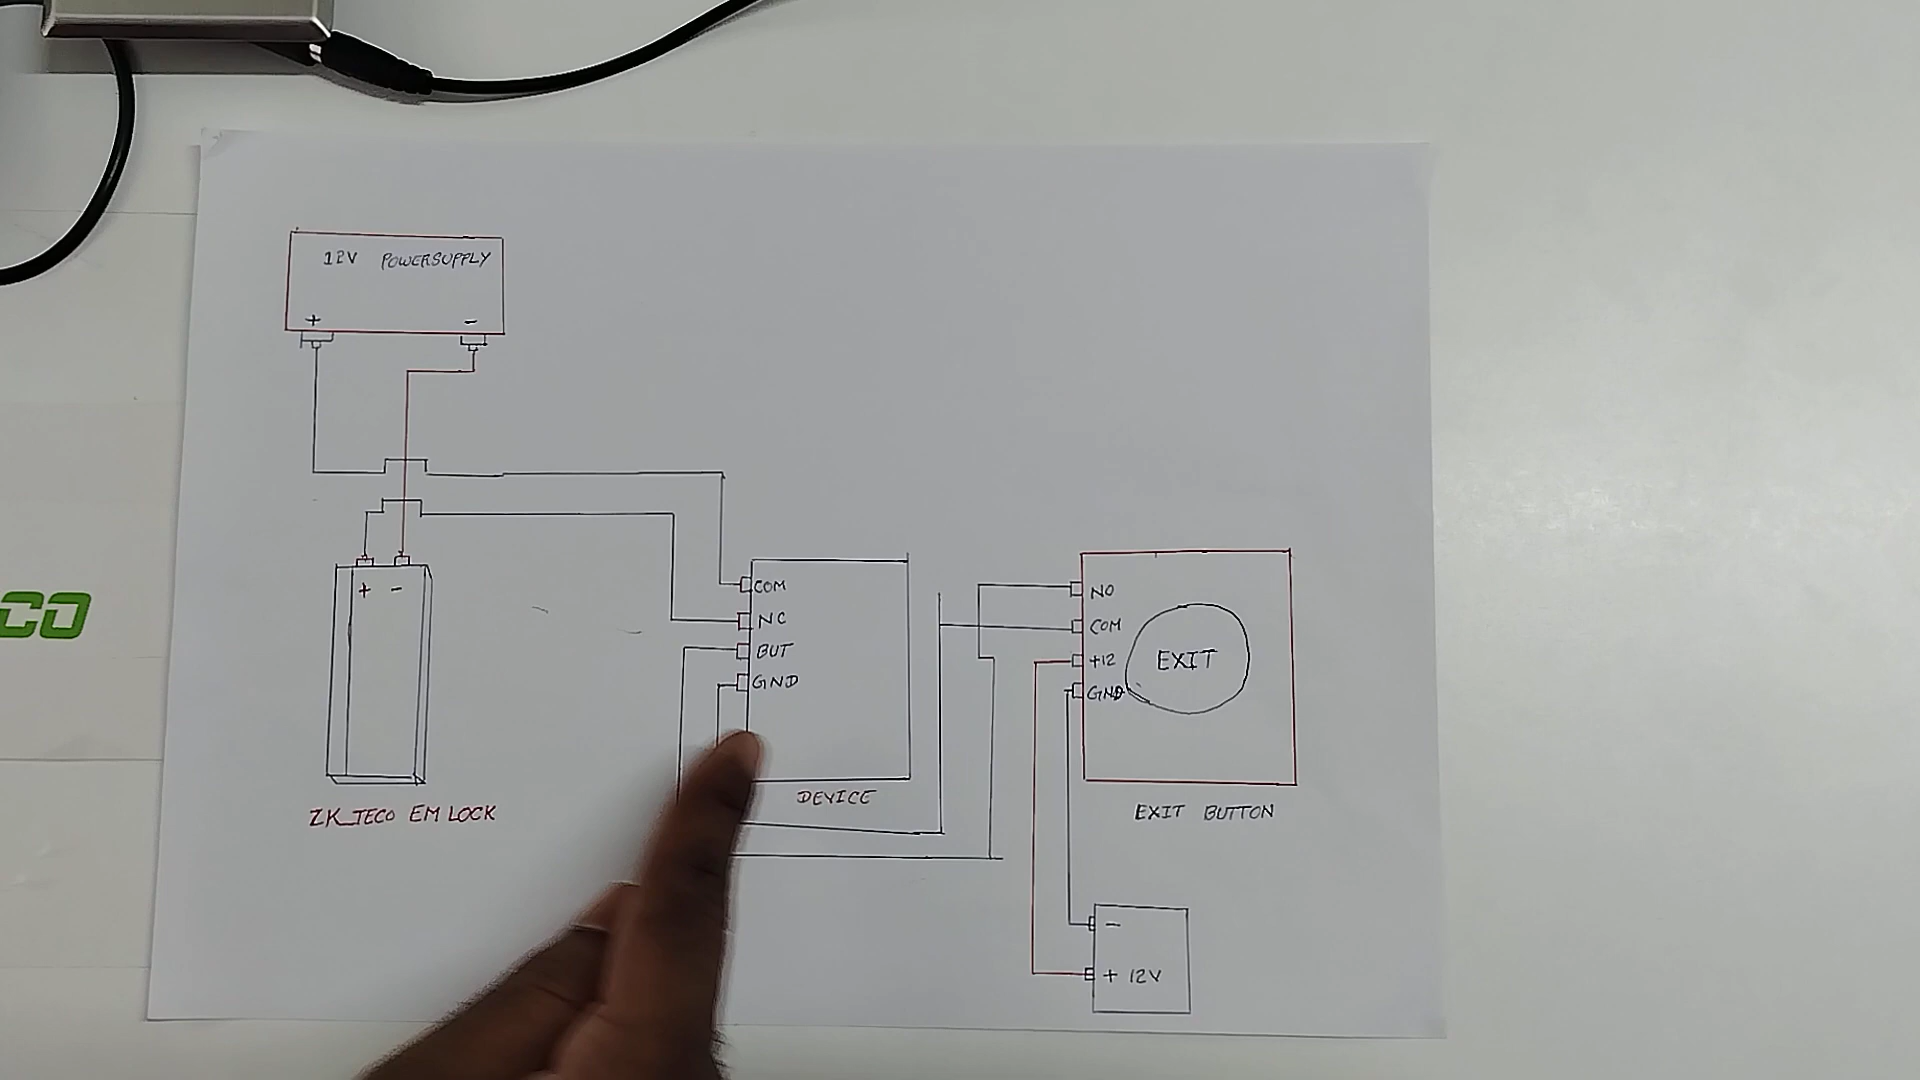 12V POWERSUPPLY
+ -
CO
+ -
ZK_TECO EM LOCK
COM
NC
BUT
GND
DEVICE
NO
COM
+12
GND
EXIT
EXIT BUTTON
-
+ 12V